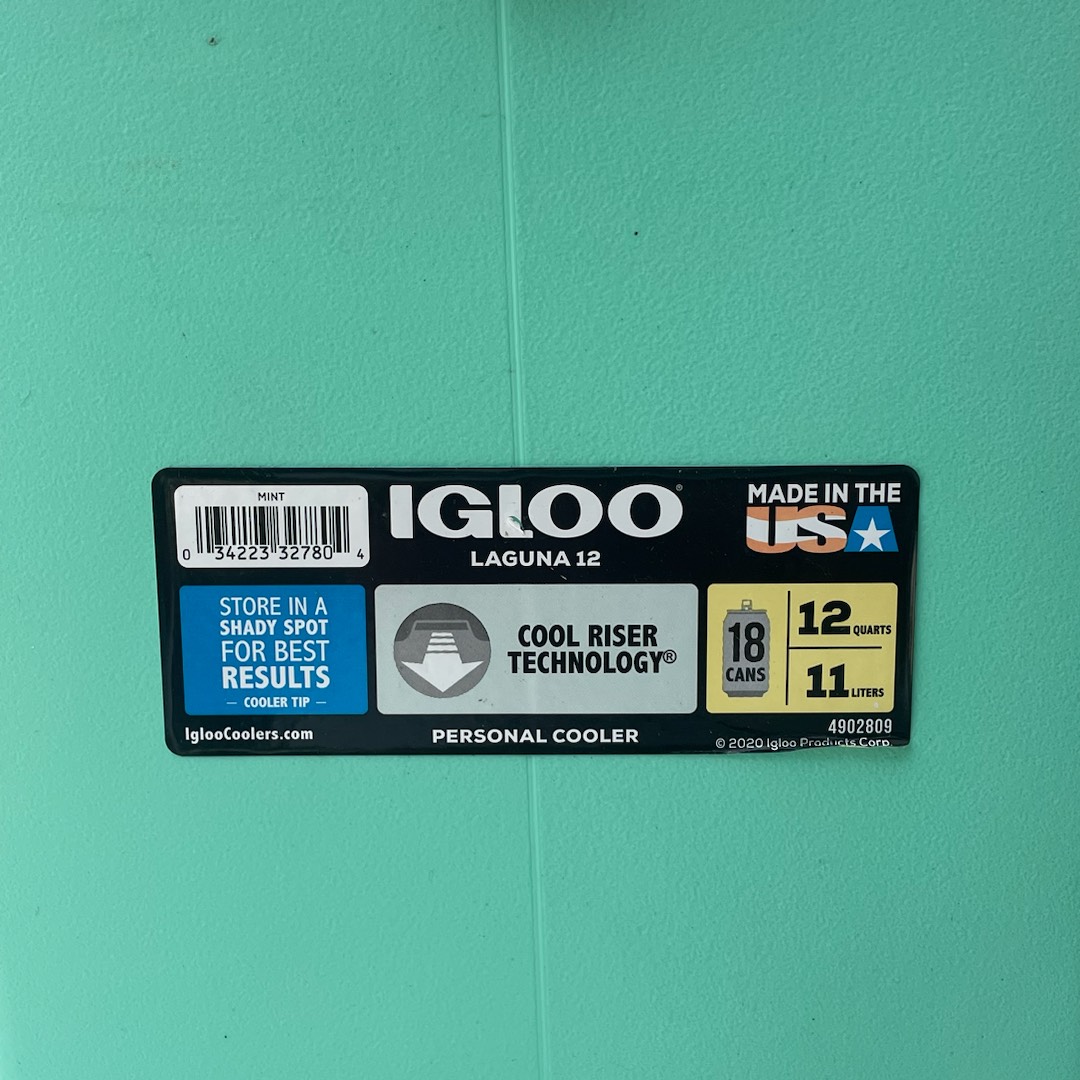 MINT
0 34223 32780 4
IGLOO®
LAGUNA 12
MADE IN THE
USA
STORE IN A
SHADY SPOT
FOR BEST
RESULTS
— COOLER TIP —
COOL RISER
TECHNOLOGY®
18
CANS
12 QUARTS
11 LITERS
IglooCoolers.com
PERSONAL COOLER
4902809
© 2020 Igloo Products Corp.